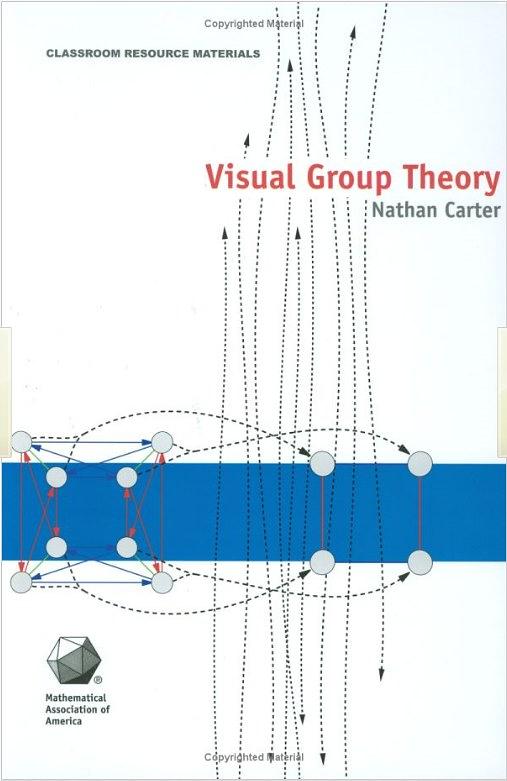 Copyrighted Material
CLASSROOM RESOURCE MATERIALS
Visual Group Theory
Nathan Carter
®
Mathematical
Association of
America
Copyrighted Material